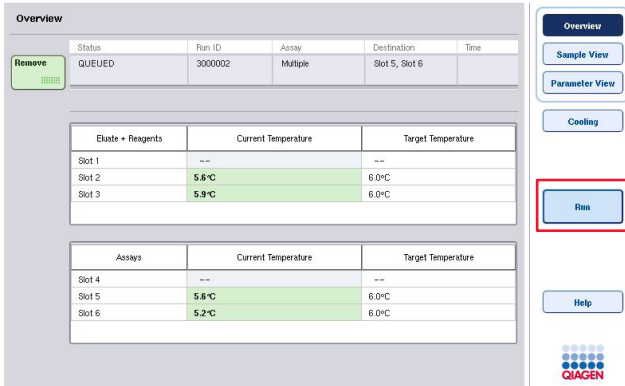 Overview
Status Run ID Assay Destination Time
Remove QUEUED 3000002 Multiple Slot 5, Slot 6
Eluate + Reagents Current Temperature Target Temperature
Slot 1 -- --
Slot 2 5.6°C 6.0°C
Slot 3 5.9°C 6.0°C
Assays Current Temperature Target Temperature
Slot 4 -- --
Slot 5 5.6°C 6.0°C
Slot 6 5.2°C 6.0°C
Overview
Sample View
Parameter View
Cooling
Run
Help
QIAGEN